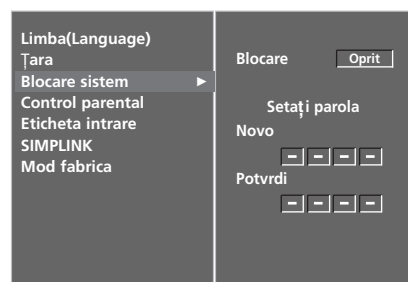 Limba(Language)
Țara
Blocare sistem ►
Control parental
Eticheta intrare
SIMPLINK
Mod fabrica
Blocare Oprit
Setați parola
Novo
– – – –
Potvrdi
– – – –